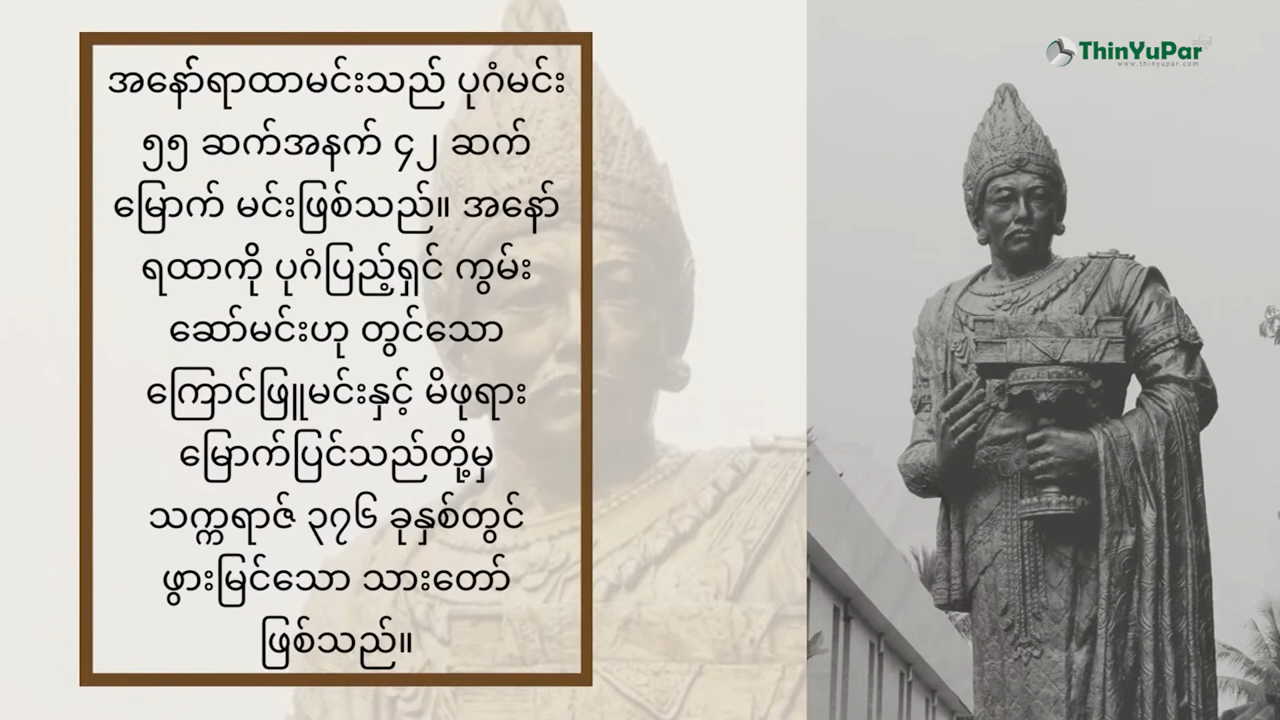 အနော်ရာထာမင်းသည် ပုဂံမင်း
၅၅ ဆက်အနက် ၄၂ ဆက်
မြောက် မင်းဖြစ်သည်။ အနော်
ရထာကို ပုဂံပြည့်ရှင် ကွမ်း
ဆော်မင်းဟု တွင်သော
ကြောင်ဖြူမင်းနှင့် မိဖုရား
မြောက်ပြင်သည်တို့မှ
သက္ကရာဇ် ၃၇၆ ခုနှစ်တွင်
ဖွားမြင်သော သားတော်
ဖြစ်သည်။
ThinYuPar
www.thinyupar.com